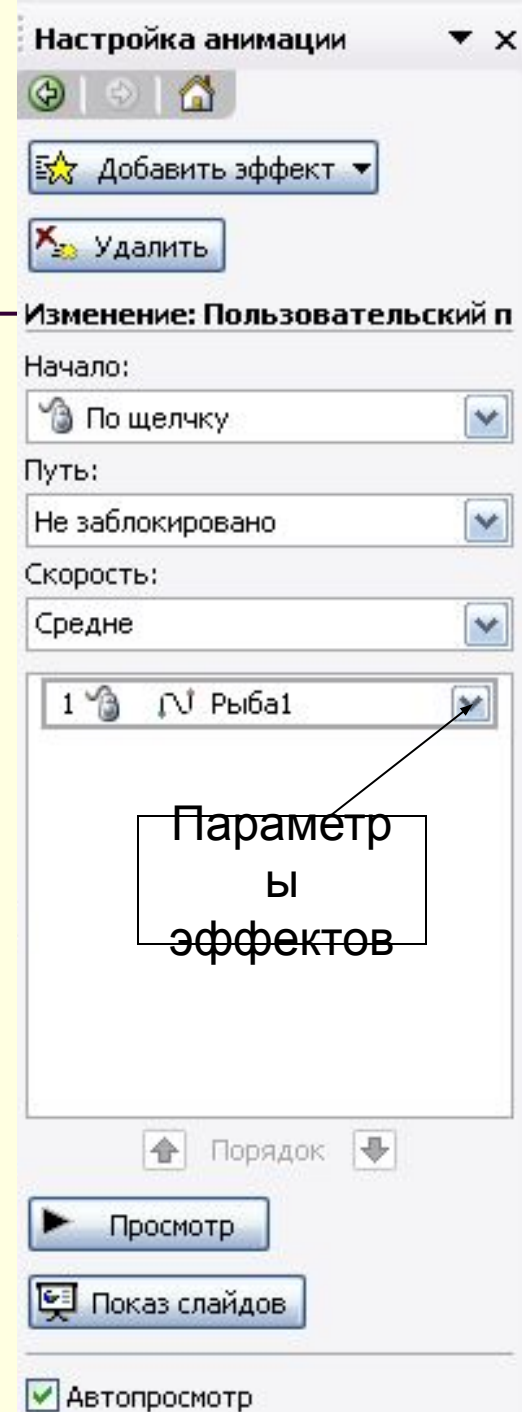 Настройка анимации
Добавить эффект
Удалить
Изменение: Пользовательский п
Начало:
По щелчку
Путь:
Не заблокировано
Скорость:
Средне
1 Рыба1
Параметр
ы
эффектов
Порядок
Просмотр
Показ слайдов
Автопросмотр